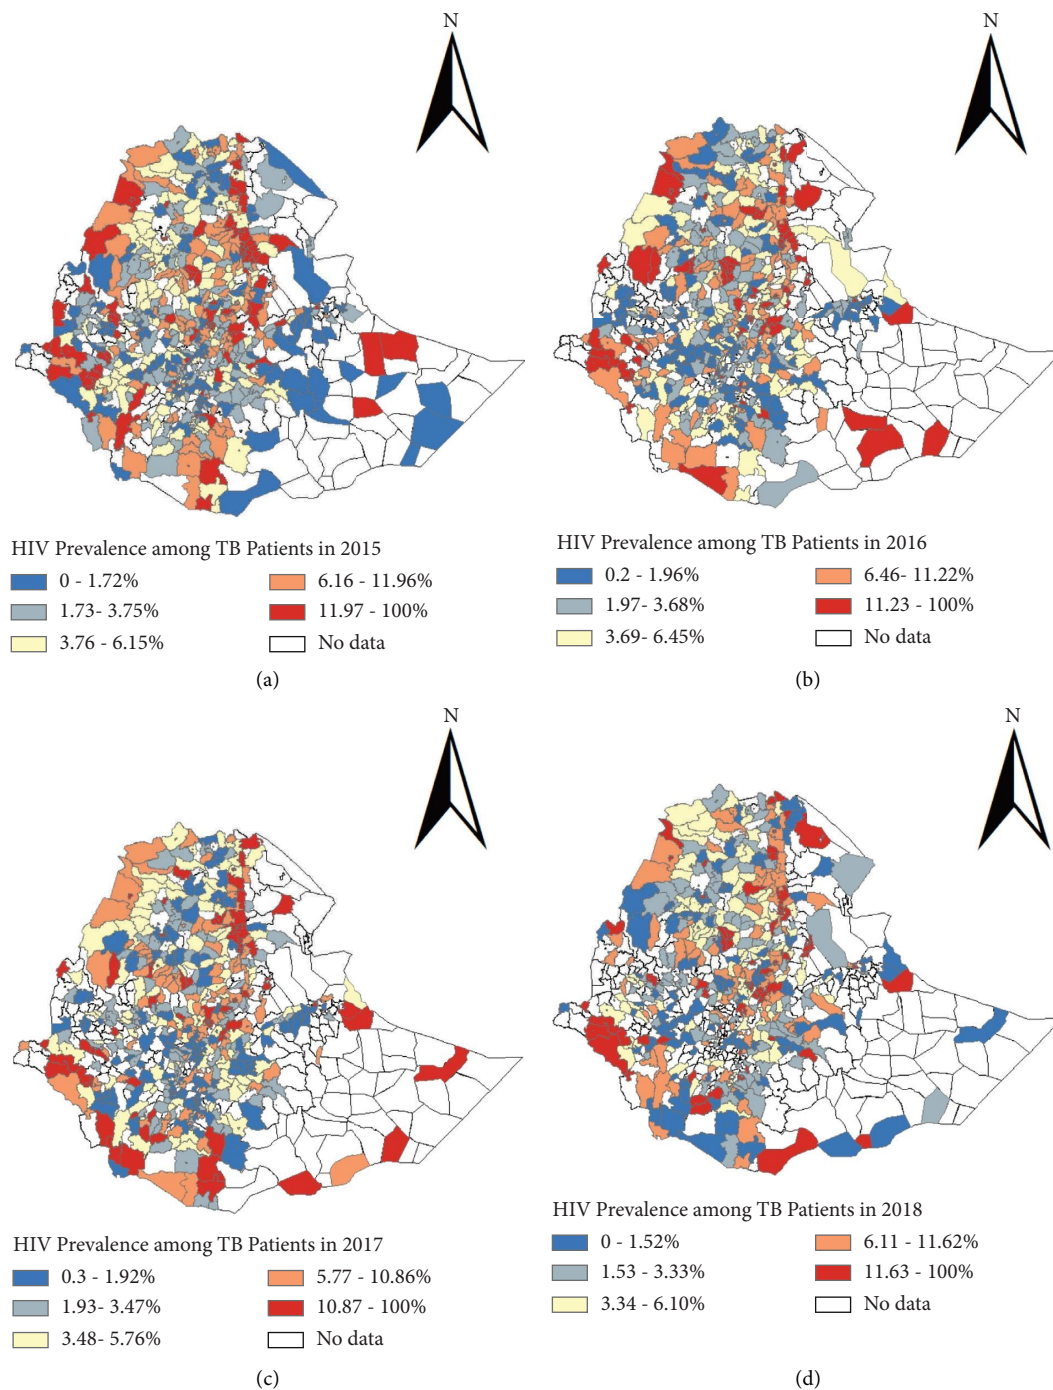 N
N
HIV Prevalence among TB Patients in 2015
0 - 1.72%
6.16 - 11.96%
1.73- 3.75%
11.97 - 100%
3.76 - 6.15%
No data
(a)
HIV Prevalence among TB Patients in 2016
0.2 - 1.96%
6.46- 11.22%
1.97- 3.68%
11.23 - 100%
3.69- 6.45%
No data
(b)
N
N
HIV Prevalence among TB Patients in 2017
0.3 - 1.92%
5.77 - 10.86%
1.93- 3.47%
10.87 - 100%
3.48- 5.76%
No data
(c)
HIV Prevalence among TB Patients in 2018
0 - 1.52%
6.11 - 11.62%
1.53 - 3.33%
11.63 - 100%
3.34 - 6.10%
No data
(d)